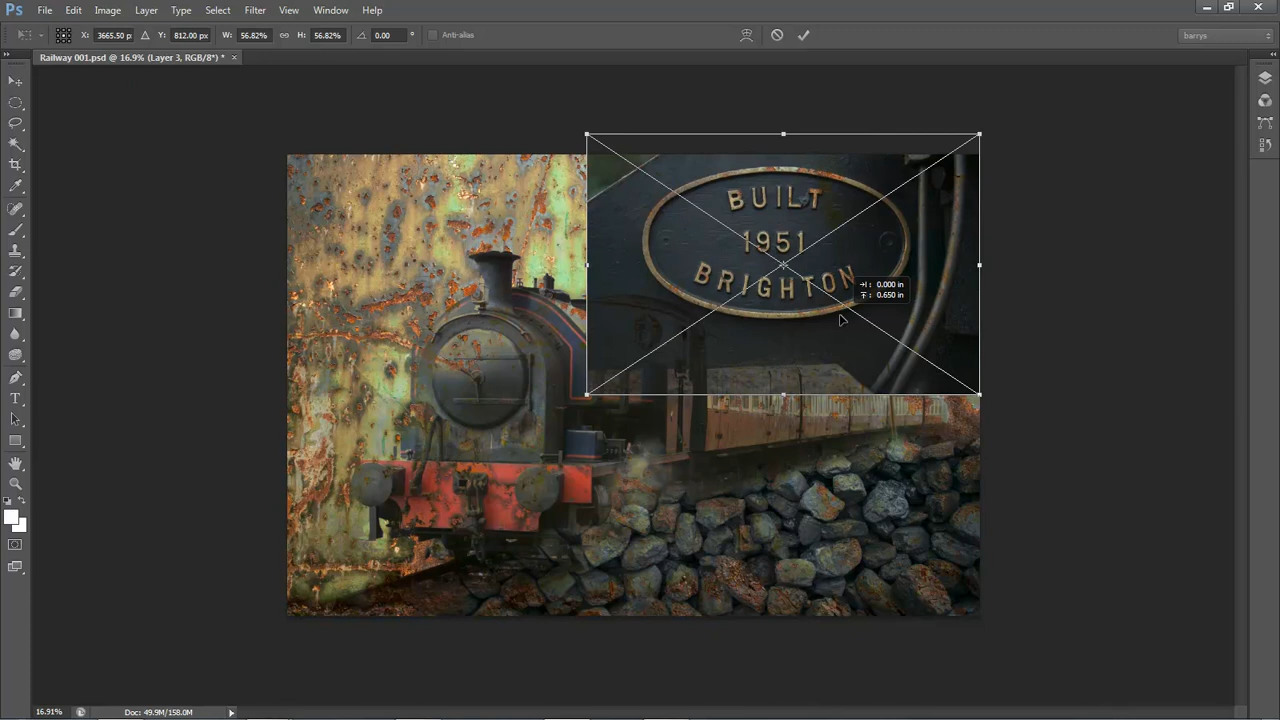 Ps File Edit Image Layer Type Select Filter View Window Help
X: 3665.50 p Y: 812.00 px W: 56.82% H: 56.82% 0.00 ° Anti-alias barrys
Railway 001.psd @ 16.9% (Layer 3, RGB/8*) * ×
BUILT
1951
BRIGHTON
: 0.000 in
: 0.650 in
T
16.91% Doc: 49.9M/158.0M